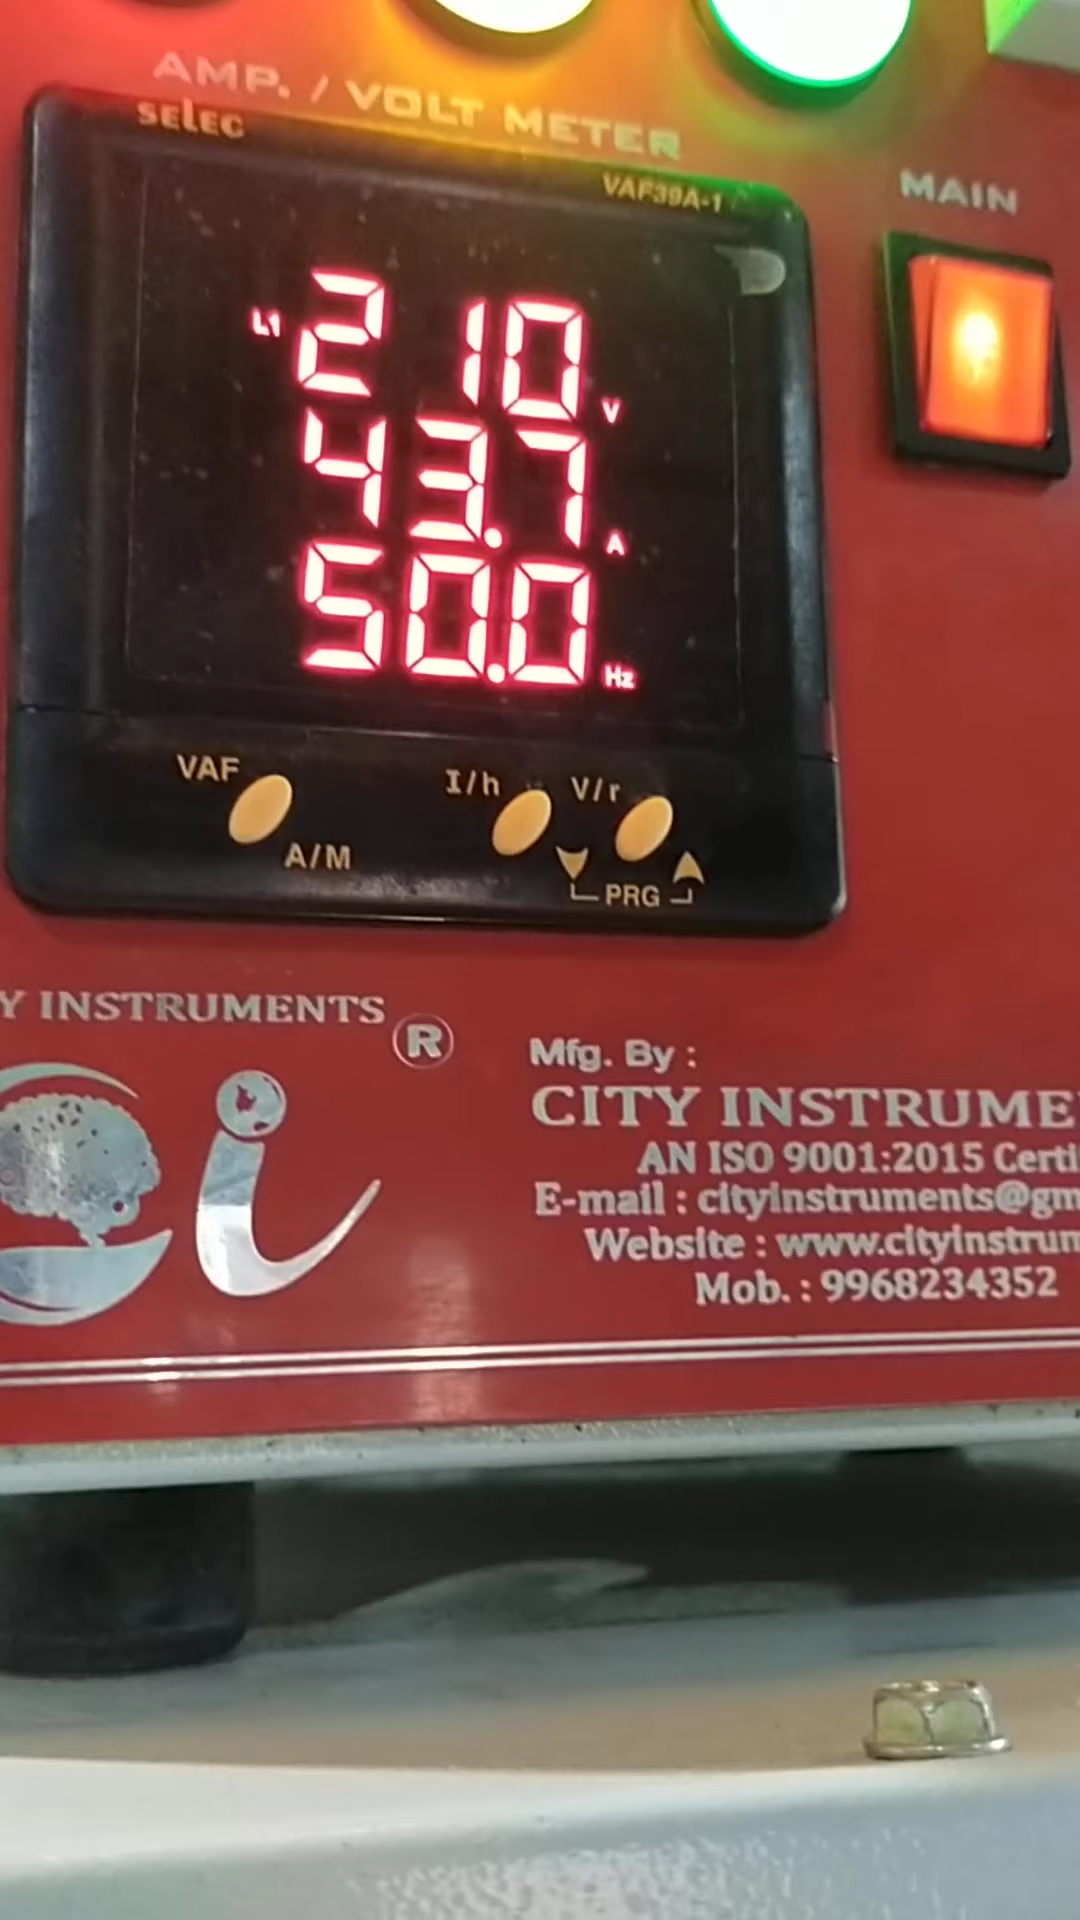 AMP. / VOLT METER
selec
VAF39A-1
MAIN
L1 210 V
43.7 A
50.0 Hz
VAF
I/h V/r
A/M
PRG
Y INSTRUMENTS
R
i
Mfg. By :
CITY INSTRUME
AN ISO 9001:2015 Certi
E-mail : cityinstruments@gm
Website : www.cityinstrum
Mob. : 9968234352